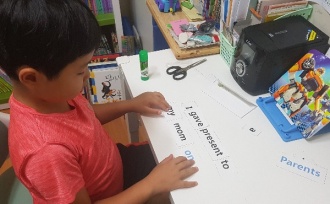 I gave present to
my mom on
Parents